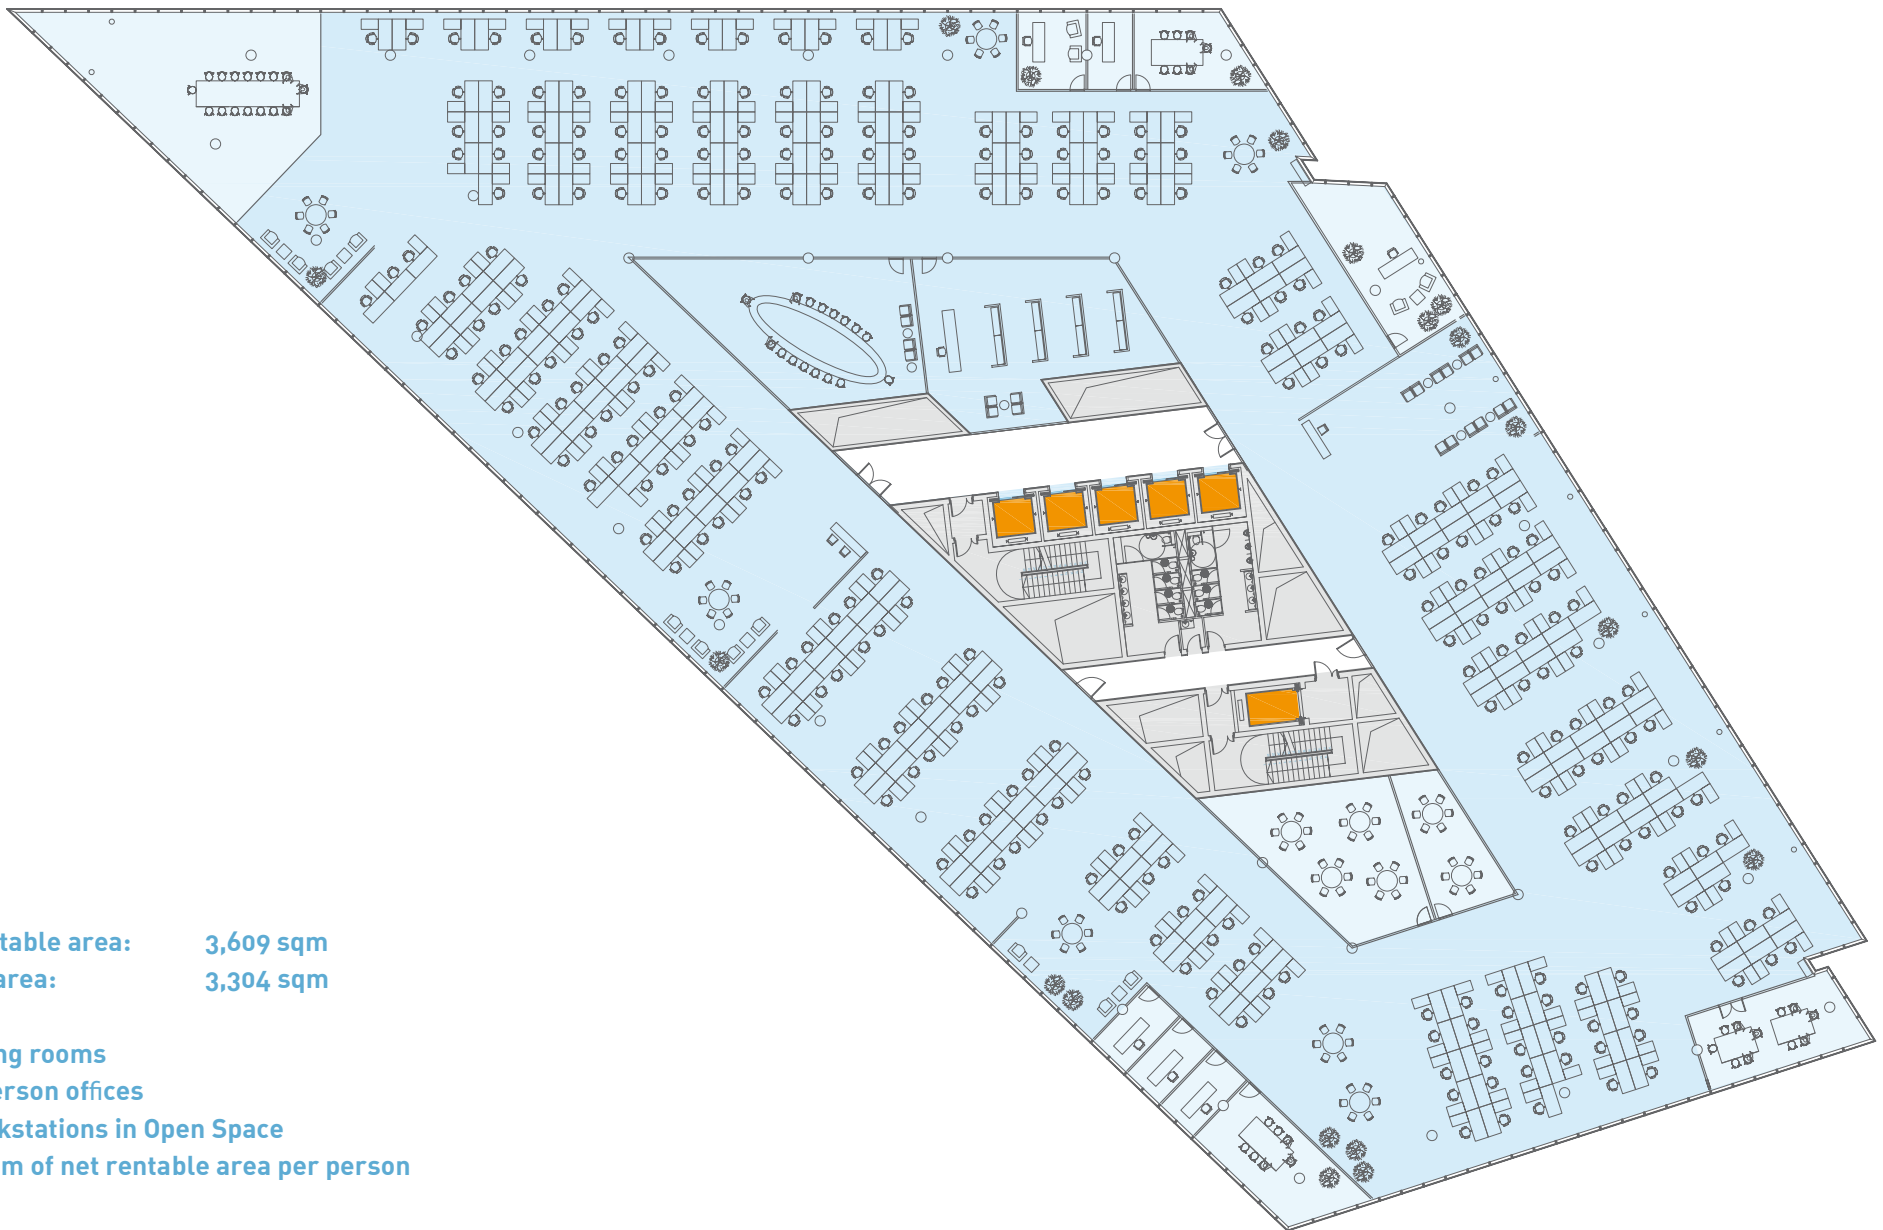 table area: 3,609 sqm
area: 3,304 sqm
ng rooms
erson offices
kstations in Open Space
m of net rentable area per person